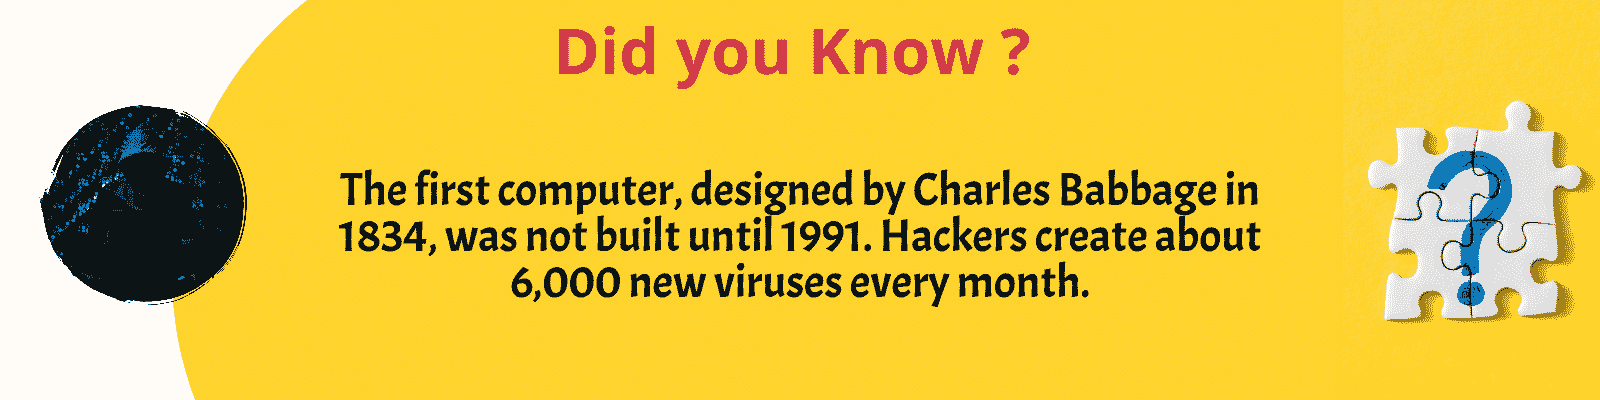 Did you Know ?
The first computer, designed by Charles Babbage in
1834, was not built until 1991. Hackers create about
6,000 new viruses every month.